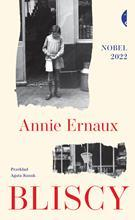 NOBEL
2022
Annie Ernaux
Przekład
Agata Kozak
BLISCY